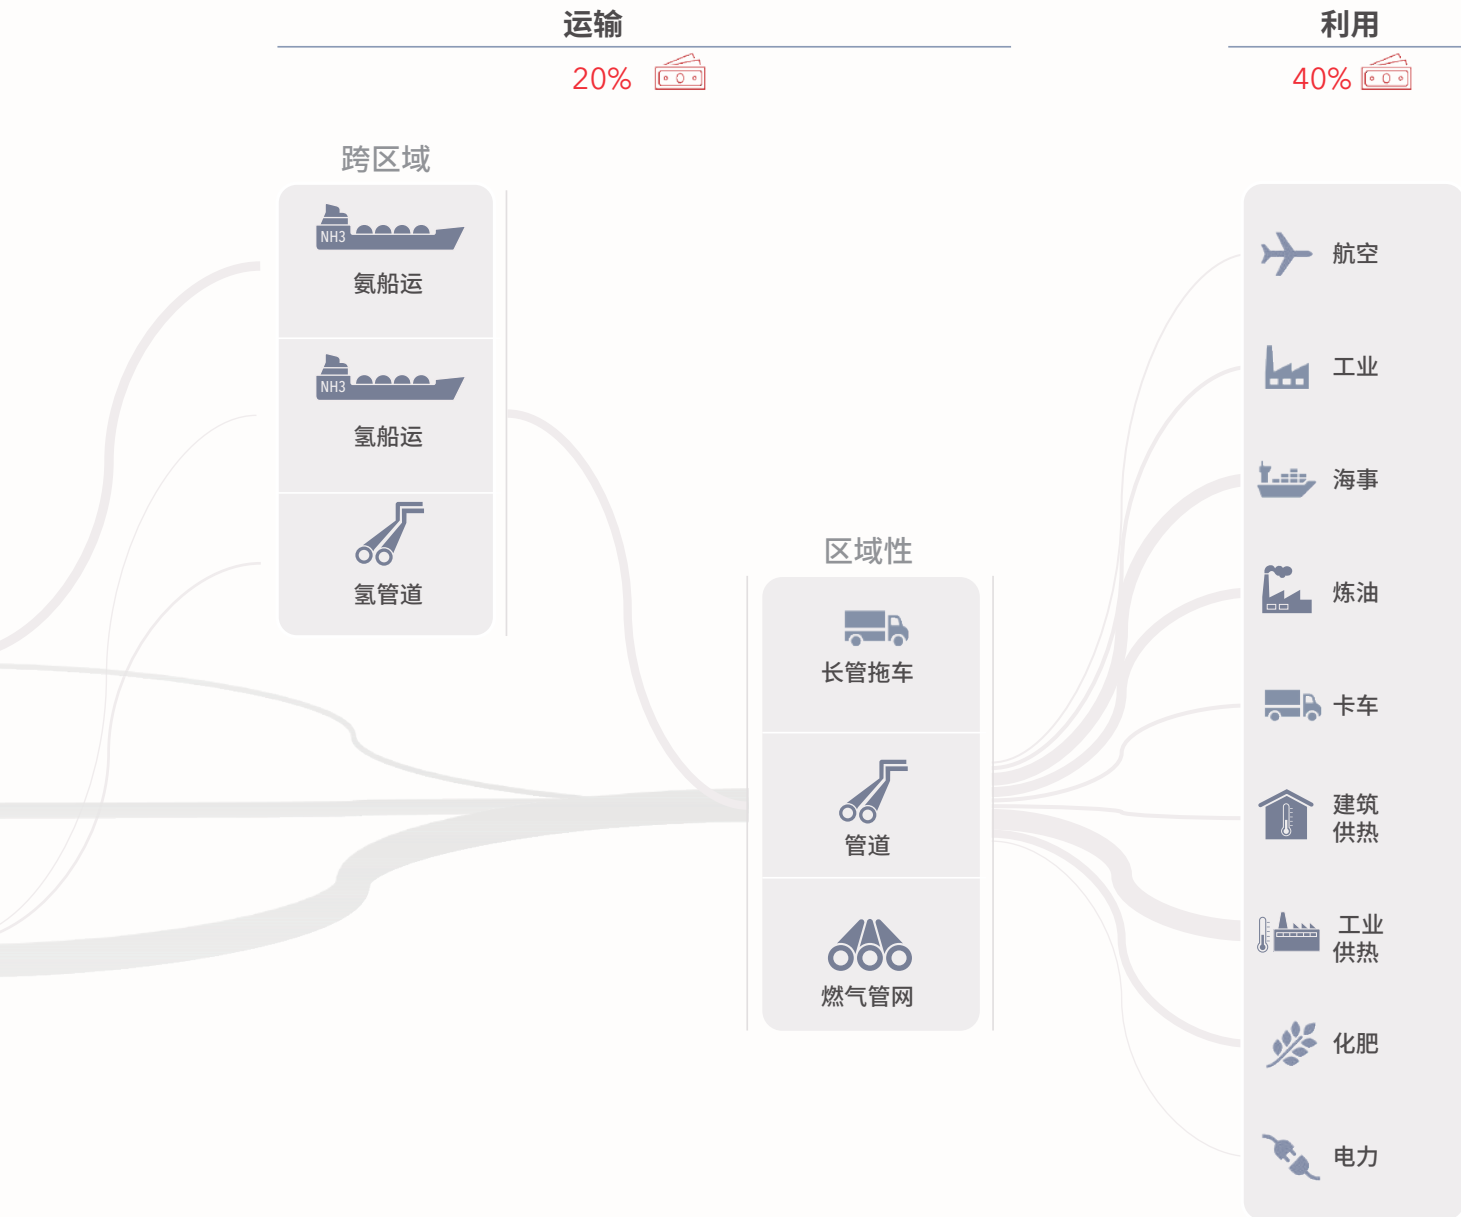 运输
利用
20%
40%
跨区域
NH3
氨船运
NH3
氢船运
氢管道
区域性
长管拖车
管道
燃气管网
航空
工业
海事
炼油
卡车
建筑
供热
工业
供热
化肥
电力